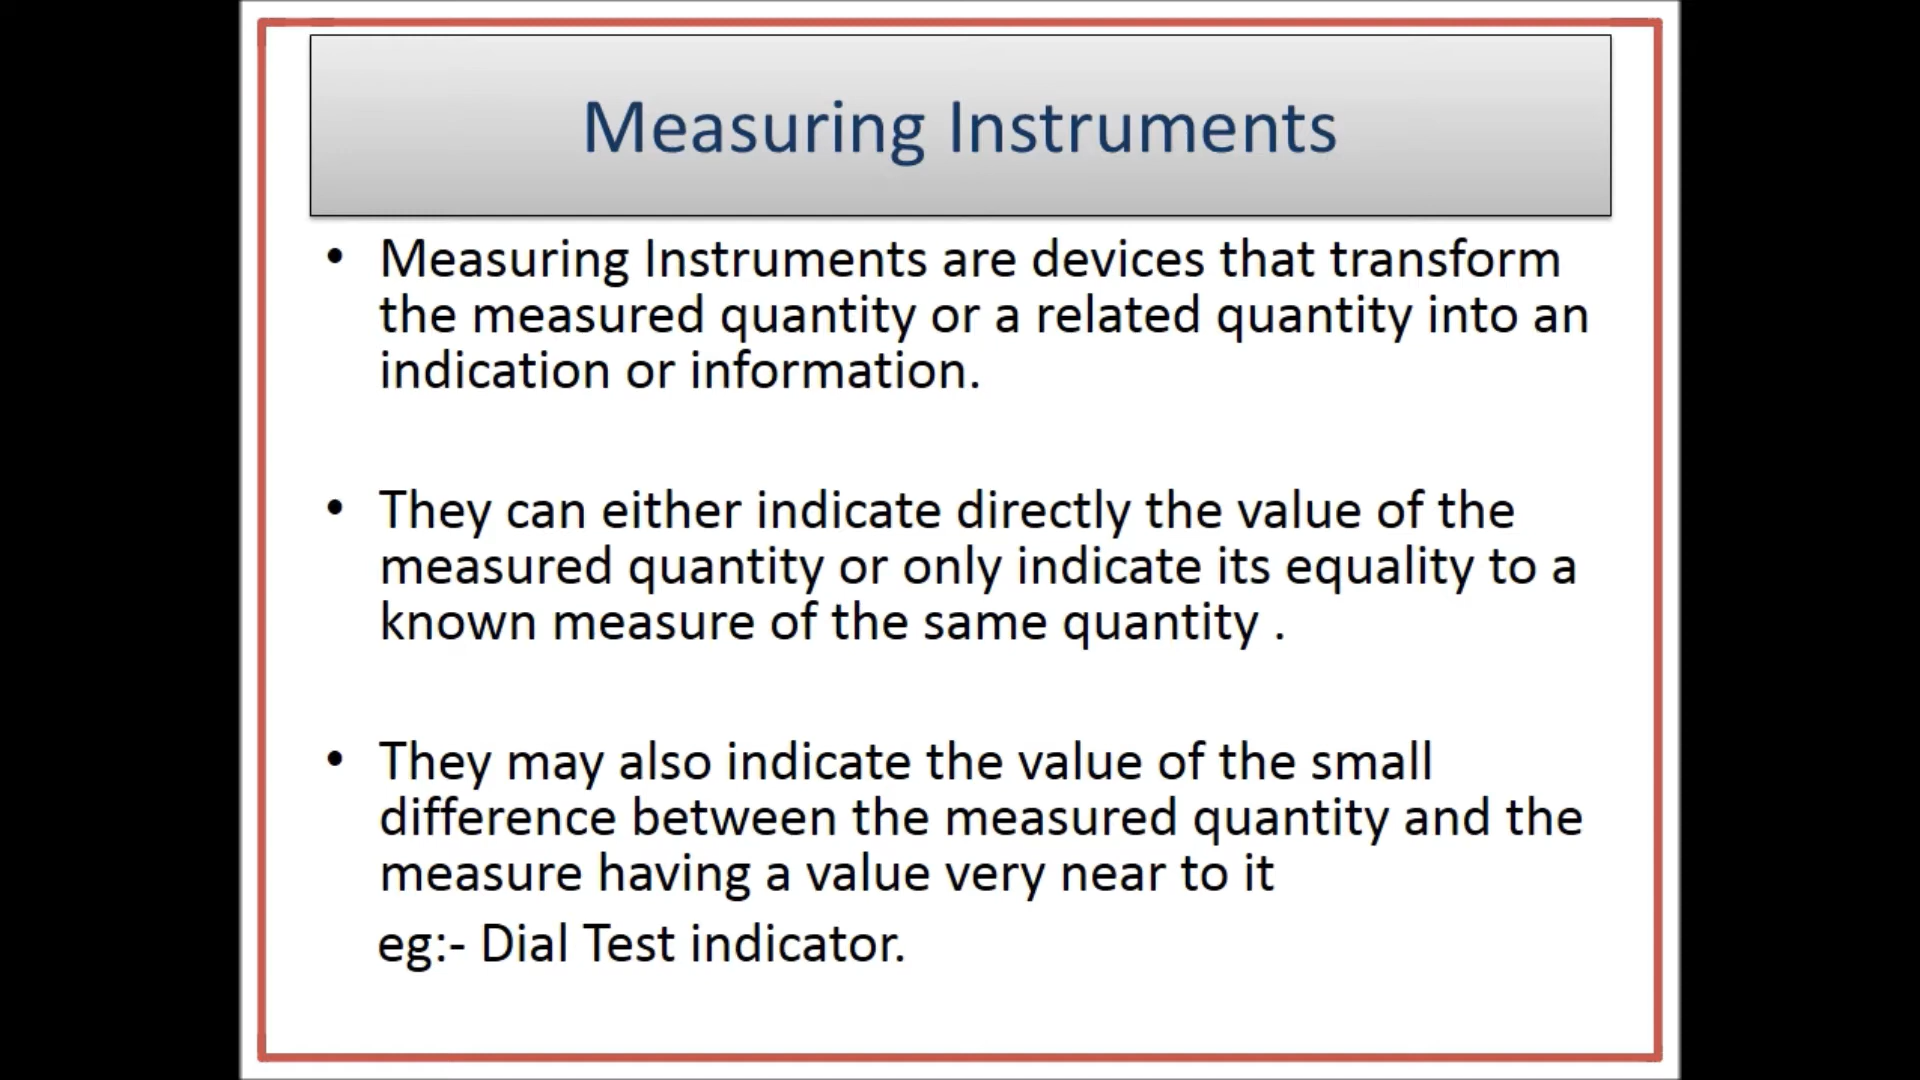 Measuring Instruments
• Measuring Instruments are devices that transform
the measured quantity or a related quantity into an
indication or information.
• They can either indicate directly the value of the
measured quantity or only indicate its equality to a
known measure of the same quantity .
• They may also indicate the value of the small
difference between the measured quantity and the
measure having a value very near to it
eg:- Dial Test indicator.